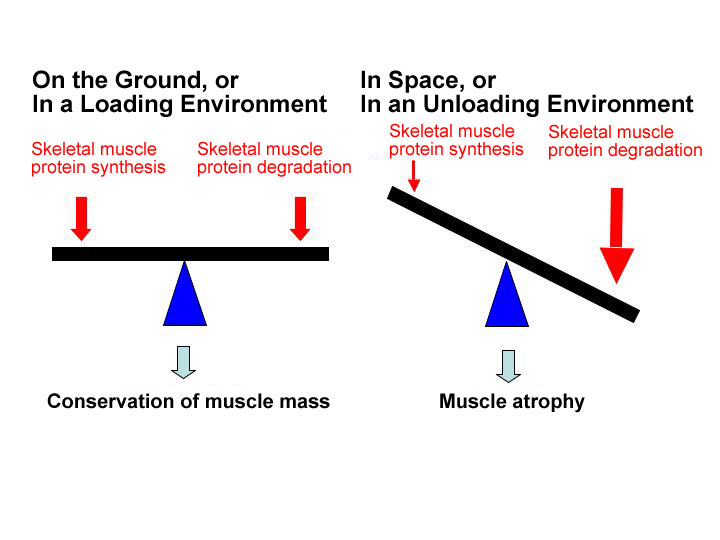 On the Ground, or
In a Loading Environment
Skeletal muscle
protein synthesis
Skeletal muscle
protein degradation
Conservation of muscle mass
In Space, or
In an Unloading Environment
Skeletal muscle
protein synthesis
Skeletal muscle
protein degradation
Muscle atrophy